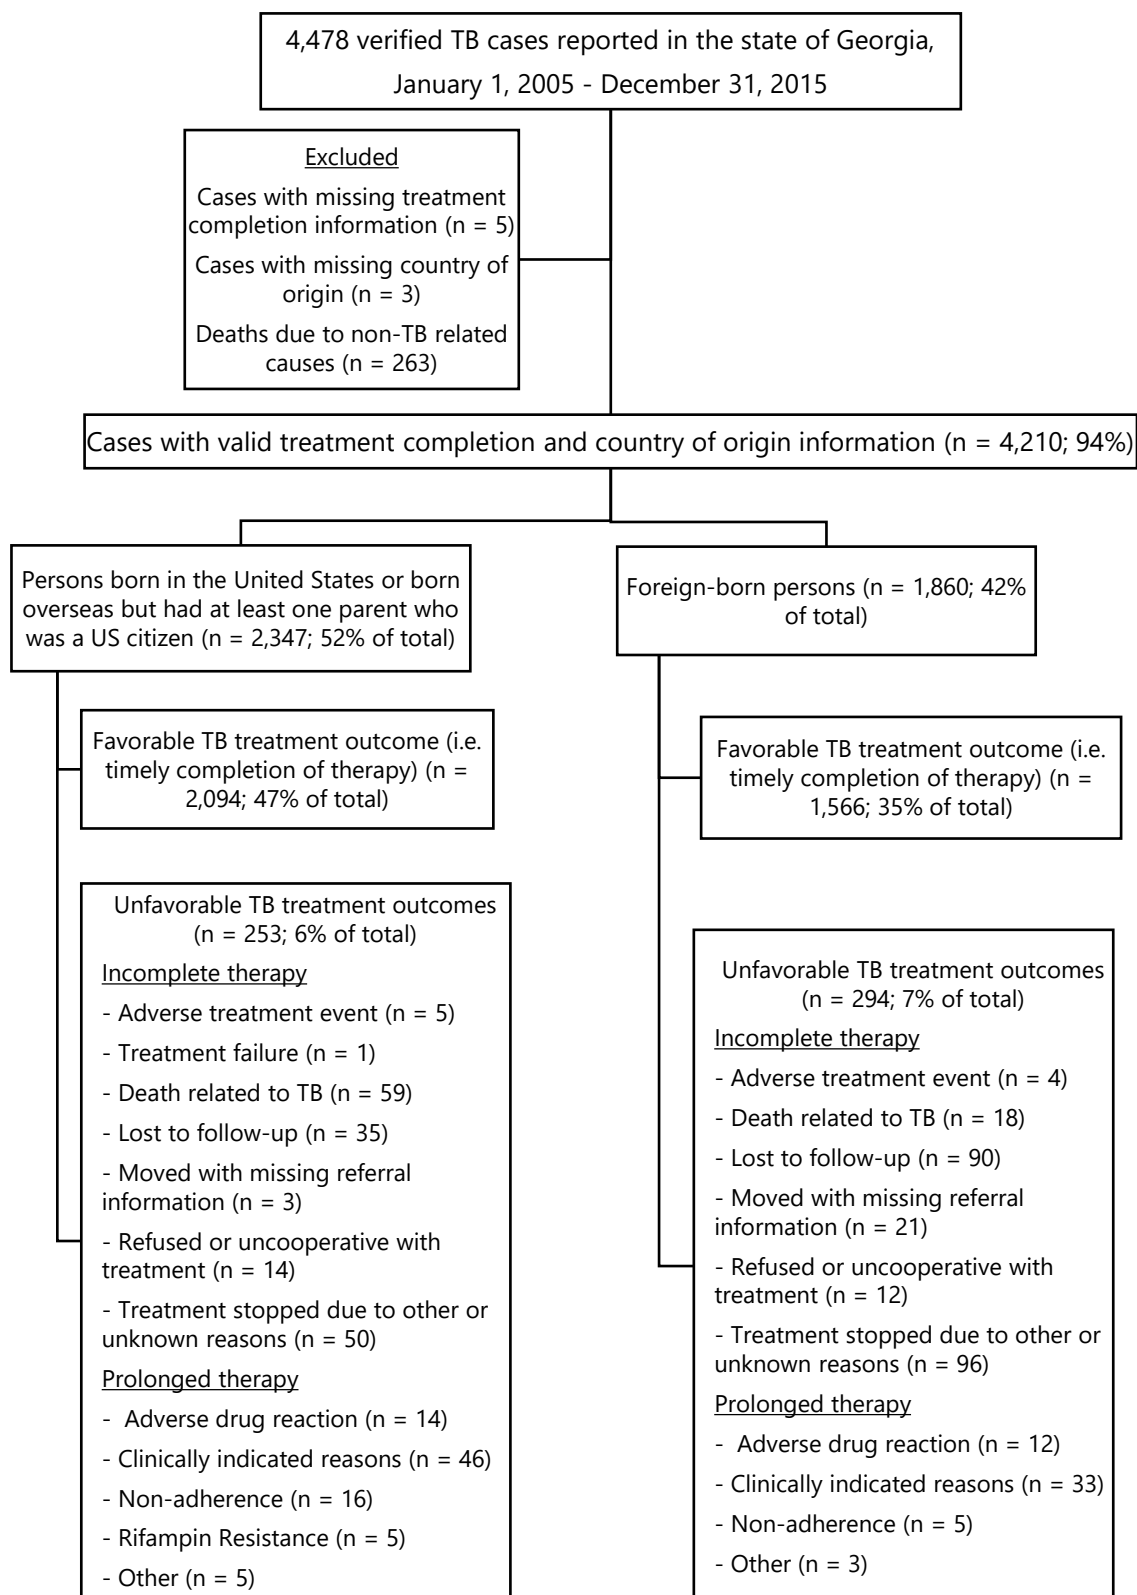 4,478 verified TB cases reported in the state of Georgia,
January 1, 2005 - December 31, 2015
Excluded
Cases with missing treatment
completion information (n = 5)
Cases with missing country of
origin (n = 3)
Deaths due to non-TB related
causes (n = 263)
Cases with valid treatment completion and country of origin information (n = 4,210; 94%)
Persons born in the United States or born
overseas but had at least one parent who
was a US citizen (n = 2,347; 52% of total)
Foreign-born persons (n = 1,860; 42%
of total)
Favorable TB treatment outcome (i.e.
timely completion of therapy) (n =
2,094; 47% of total)
Favorable TB treatment outcome (i.e.
timely completion of therapy) (n =
1,566; 35% of total)
Unfavorable TB treatment outcomes
(n = 253; 6% of total)
Incomplete therapy
- Adverse treatment event (n = 5)
- Treatment failure (n = 1)
- Death related to TB (n = 59)
- Lost to follow-up (n = 35)
- Moved with missing referral
information (n = 3)
- Refused or uncooperative with
treatment (n = 14)
- Treatment stopped due to other or
unknown reasons (n = 50)
Prolonged therapy
- Adverse drug reaction (n = 14)
- Clinically indicated reasons (n = 46)
- Non-adherence (n = 16)
- Rifampin Resistance (n = 5)
- Other (n = 5)
Unfavorable TB treatment outcomes
(n = 294; 7% of total)
Incomplete therapy
- Adverse treatment event (n = 4)
- Death related to TB (n = 18)
- Lost to follow-up (n = 90)
- Moved with missing referral
information (n = 21)
- Refused or uncooperative with
treatment (n = 12)
- Treatment stopped due to other or
unknown reasons (n = 96)
Prolonged therapy
- Adverse drug reaction (n = 12)
- Clinically indicated reasons (n = 33)
- Non-adherence (n = 5)
- Other (n = 3)